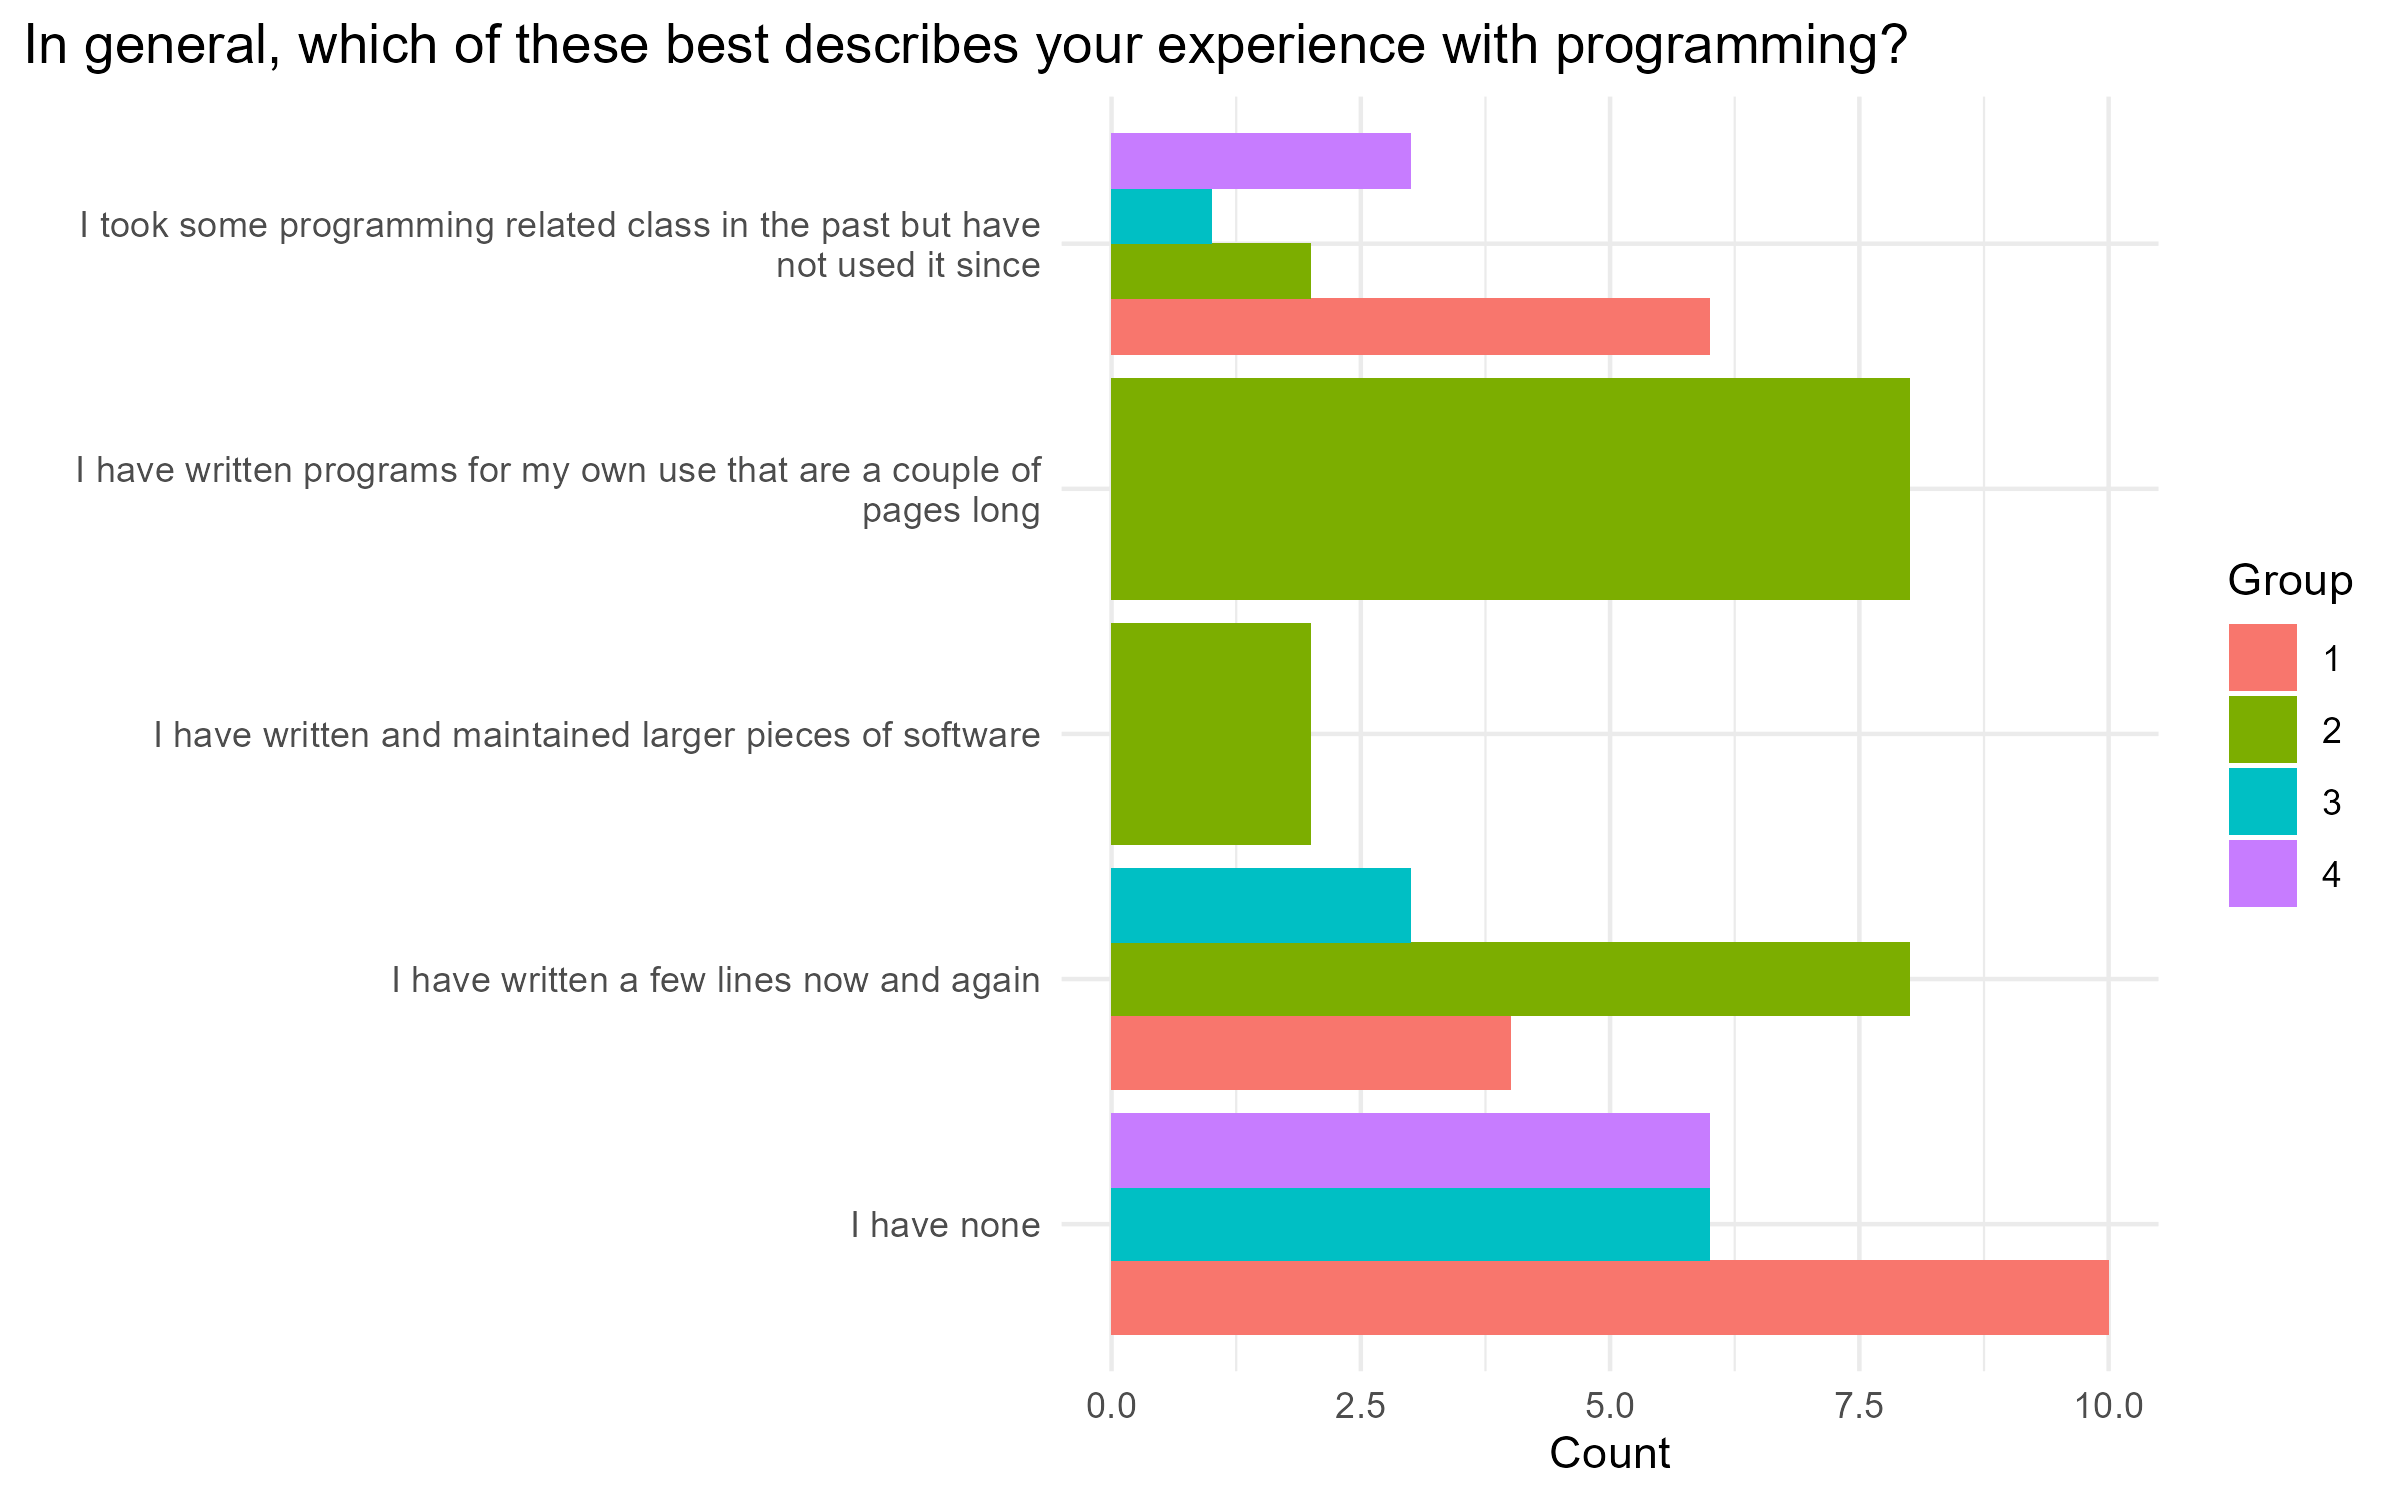 In general, which of these best describes your experience with programming?
I took some programming related class in the past but have
not used it since
I have written programs for my own use that are a couple of
pages long
I have written and maintained larger pieces of software
I have written a few lines now and again
I have none
0.0 2.5 5.0 7.5 10.0
Count
Group
1
2
3
4